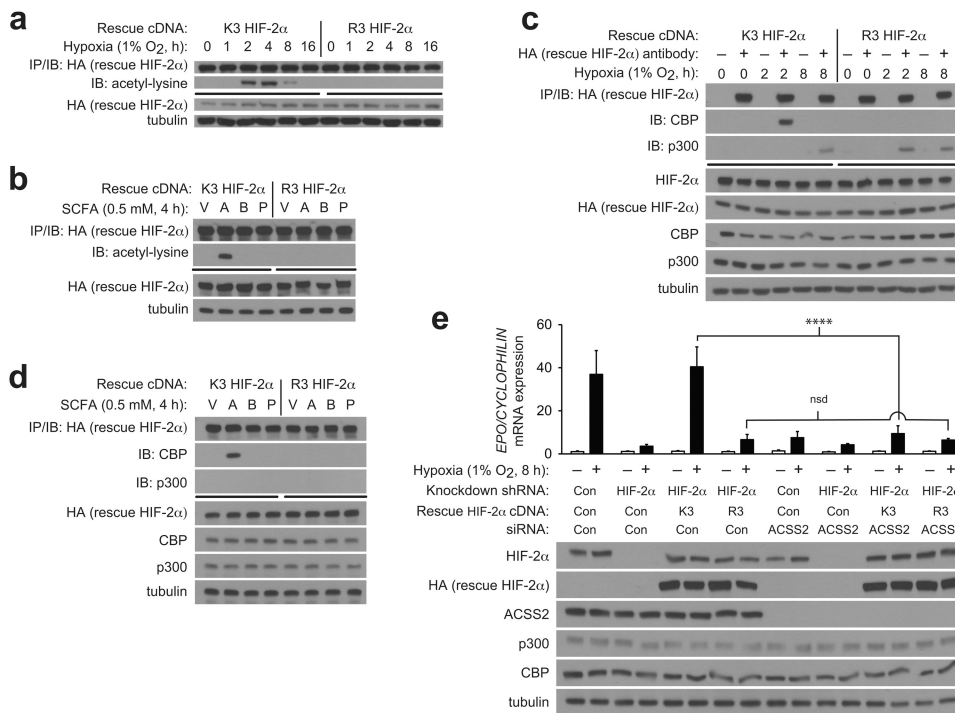 a
Rescue cDNA: K3 HIF-2α R3 HIF-2α
Hypoxia (1% O₂, h): 0 1 2 4 8 16 0 1 2 4 8 16
IP/IB: HA (rescue HIF-2α)
IB: acetyl-lysine
HA (rescue HIF-2α)
tubulin
b
Rescue cDNA: K3 HIF-2α R3 HIF-2α
SCFA (0.5 mM, 4 h): V A B P V A B P
IP/IB: HA (rescue HIF-2α)
IB: acetyl-lysine
HA (rescue HIF-2α)
tubulin
d
Rescue cDNA: K3 HIF-2α R3 HIF-2α
SCFA (0.5 mM, 4 h): V A B P V A B P
IP/IB: HA (rescue HIF-2α)
IB: CBP
IB: p300
HA (rescue HIF-2α)
CBP
p300
tubulin
c
Rescue cDNA: K3 HIF-2α R3 HIF-2α
HA (rescue HIF-2α) antibody: – + – + – + – + – + – +
Hypoxia (1% O₂, h): 0 0 2 2 8 8 0 0 2 2 8 8
IP/IB: HA (rescue HIF-2α)
IB: CBP
IB: p300
HIF-2α
HA (rescue HIF-2α)
CBP
p300
tubulin
e
EPO/CYCLOPHILIN
mRNA expression
60
40
20
0
****
nsd
Hypoxia (1% O₂, 8 h): – + – + – + – + – + – + – + – +
Knockdown shRNA: Con HIF-2α HIF-2α HIF-2α Con HIF-2α HIF-2α HIF-2α
Rescue HIF-2α cDNA: Con Con K3 R3 Con Con K3 R3
siRNA: Con Con Con Con ACSS2 ACSS2 ACSS2 ACSS2
HIF-2α
HA (rescue HIF-2α)
ACSS2
p300
CBP
tubulin